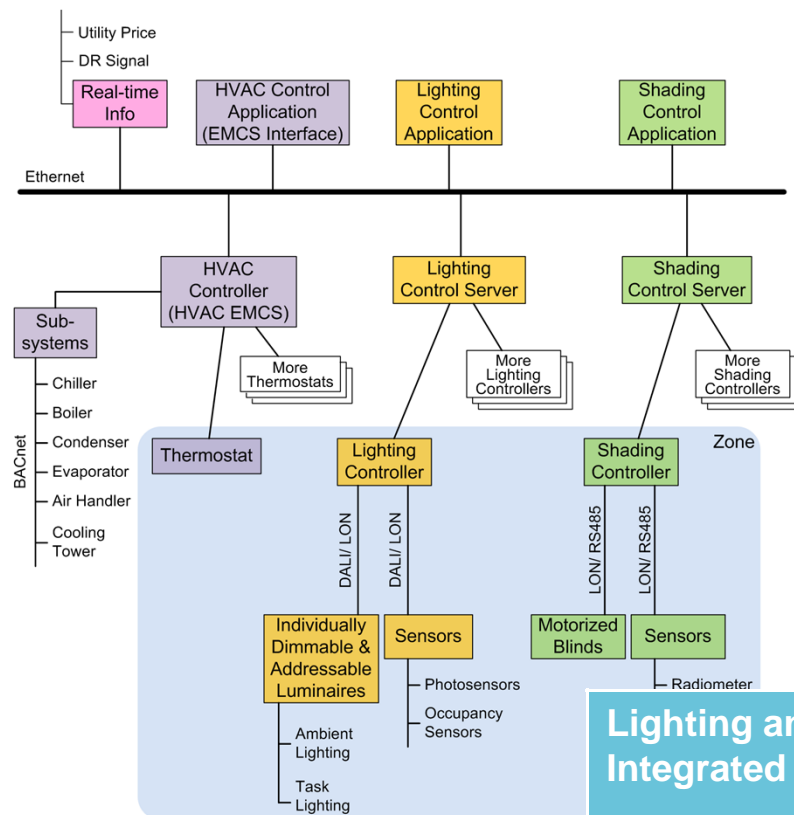 Utility Price
DR Signal
Real-time
Info
HVAC Control
Application
(EMCS Interface)
Lighting
Control
Application
Shading
Control
Application
Ethernet
HVAC
Controller
(HVAC EMCS)
Lighting
Control Server
Shading
Control Server
Sub-
systems
More
Thermostats
More
Lighting
Controllers
More
Shading
Controllers
Chiller
Boiler
Condenser
Evaporator
Air Handler
Cooling
Tower
BACnet
Zone
Thermostat
Lighting
Controller
Shading
Controller
DALI/ LON
DALI/ LON
LON/ RS485
LON/ RS485
Individually
Dimmable &
Addressable
Luminaires
Sensors
Motorized
Blinds
Sensors
Ambient
Lighting
Task
Lighting
Photosensors
Occupancy
Sensors
Radiometer
Lighting
Integrated